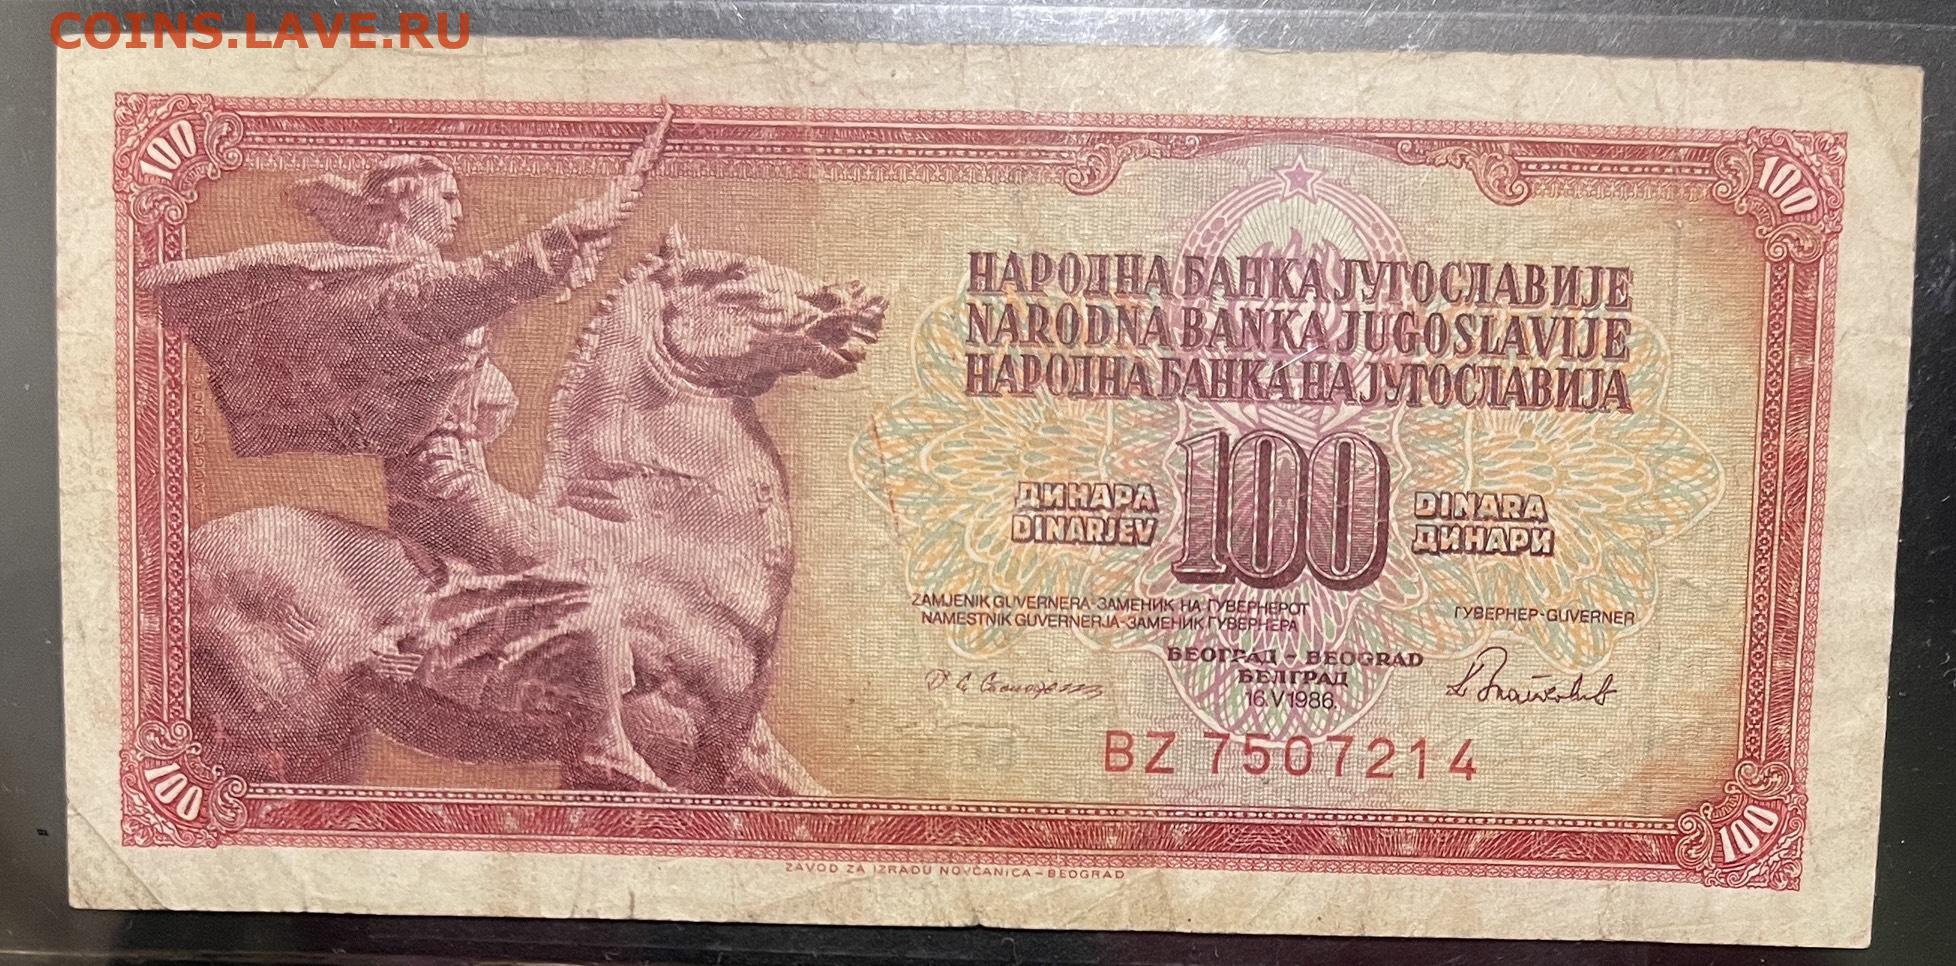 COINS.LAVE.RU
100
100
НАРОДНА БАНКА ЈУГОСЛАВИЈЕ
NARODNA BANKA JUGOSLAVIJE
НАРОДНА БАНКА НА ЈУГОСЛАВИЈА
ДИНАРА
DINARJEV
100
DINARA
ДИНАРИ
ZAMJENIK GUVERNERA-ЗАМЕНИК НА ГУВЕРНЕРОТ
NAMESTNIK GUVERNERJA-ЗАМЕНИК ГУВЕРНЕРА
ГУВЕРНЕР-GUVERNER
БЕОГРАД - BEOGRAD
БЕЛГРАД
16.V1986.
BZ 7507214
100
100
ZAVOD ZA IZRADU NOVČANICA-BEOGRAD